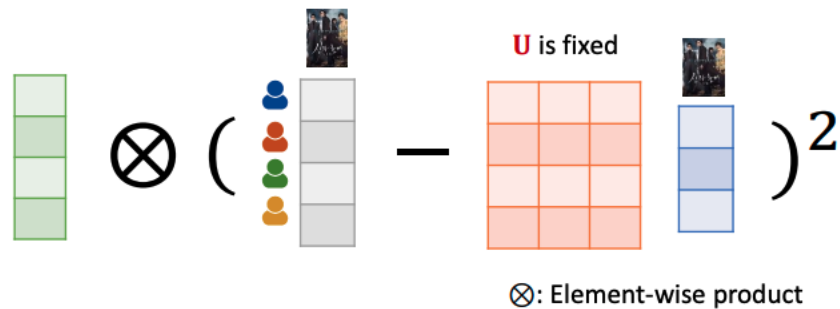 U is fixed
⊗ ( − ) 2
⊗: Element-wise product